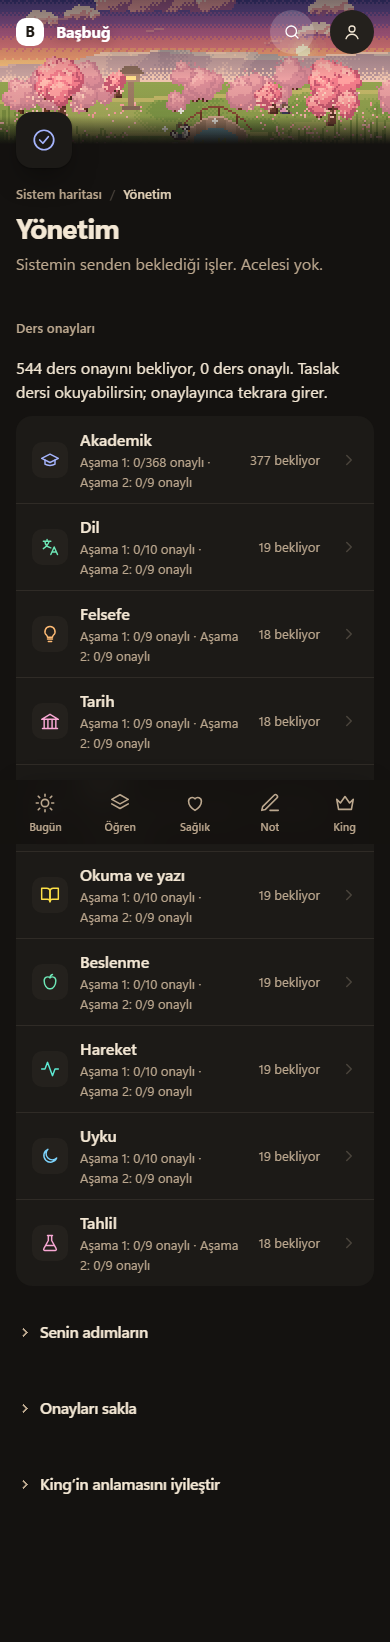 B Başbuğ
Sistem haritası / Yönetim
Yönetim
Sistemin senden beklediği işler. Acelesi yok.
Ders onayları
544 ders onayını bekliyor, 0 ders onaylı. Taslak
dersi okuyabilirsin; onaylayınca tekrara girer.
Akademik
Aşama 1: 0/368 onaylı ·
Aşama 2: 0/9 onaylı
377 bekliyor
Dil
Aşama 1: 0/10 onaylı ·
Aşama 2: 0/9 onaylı
19 bekliyor
Felsefe
Aşama 1: 0/9 onaylı · Aşama
2: 0/9 onaylı
18 bekliyor
Tarih
Aşama 1: 0/9 onaylı · Aşama
2: 0/9 onaylı
18 bekliyor
Bugün
Öğren
Sağlık
Not
King
Okuma ve yazı
Aşama 1: 0/10 onaylı ·
Aşama 2: 0/9 onaylı
19 bekliyor
Beslenme
Aşama 1: 0/10 onaylı ·
Aşama 2: 0/9 onaylı
19 bekliyor
Hareket
Aşama 1: 0/10 onaylı ·
Aşama 2: 0/9 onaylı
19 bekliyor
Uyku
Aşama 1: 0/10 onaylı ·
Aşama 2: 0/9 onaylı
19 bekliyor
Tahlil
Aşama 1: 0/9 onaylı · Aşama
2: 0/9 onaylı
18 bekliyor
Senin adımların
Onayları sakla
King'in anlamasını iyileştir